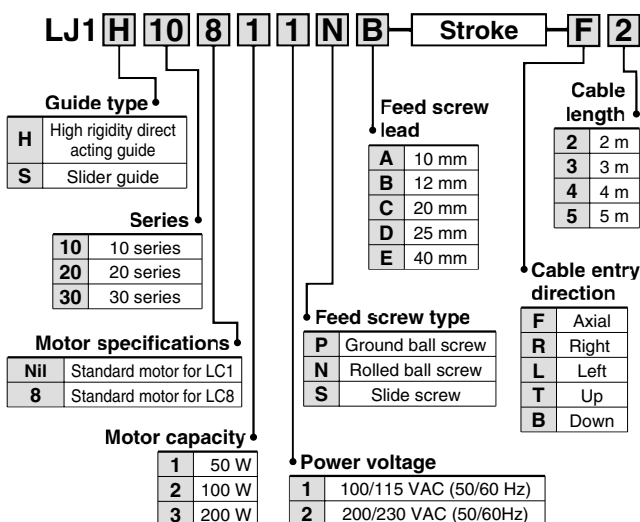 LJ1 H 10 8 1 1 N B Stroke F 2
Guide type
H High rigidity direct acting guide
S Slider guide
Series
10 10 series
20 20 series
30 30 series
Motor specifications
Nil Standard motor for LC1
8 Standard motor for LC8
Motor capacity
1 50 W
2 100 W
3 200 W
Power voltage
1 100/115 VAC (50/60 Hz)
2 200/230 VAC (50/60Hz)
Feed screw type
P Ground ball screw
N Rolled ball screw
S Slide screw
Feed screw
lead
A 10 mm
B 12 mm
C 20 mm
D 25 mm
E 40 mm
Cable entry
direction
F Axial
R Right
L Left
T Up
B Down
Cable
length
2 2 m
3 3 m
4 4 m
5 5 m